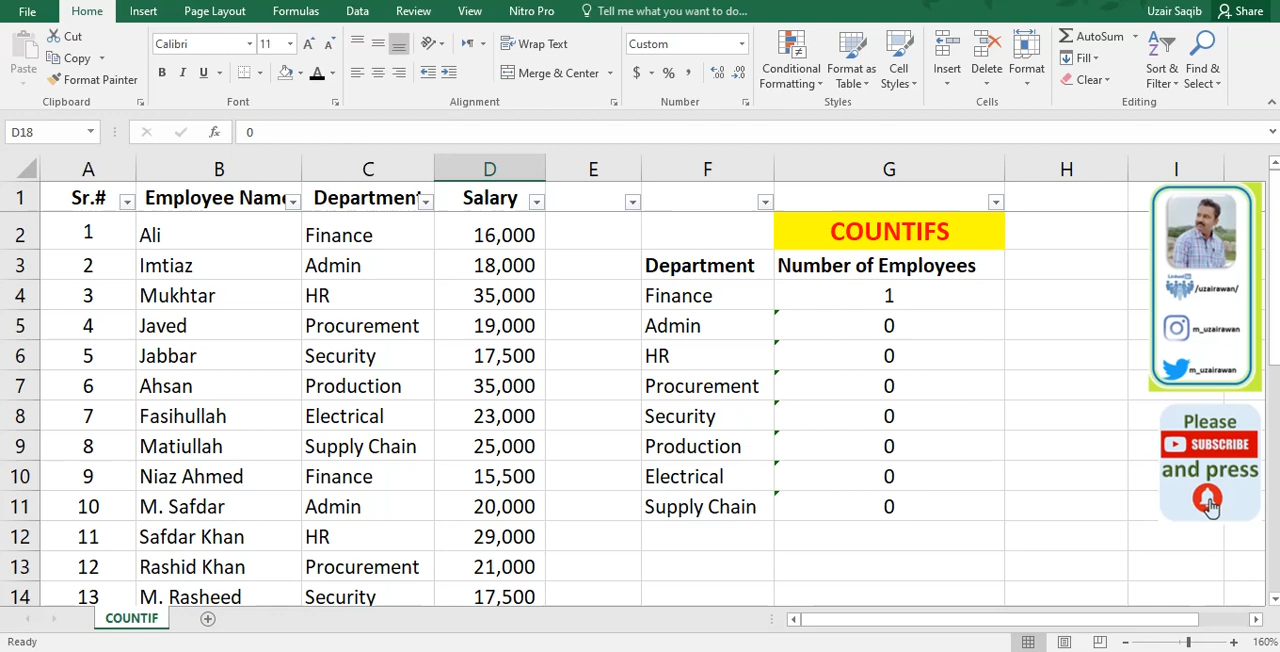 File Home Insert Page Layout Formulas Data Review View Nitro Pro Tell me what you want to do... Uzair Saqib Share
Paste Cut Copy Format Painter Clipboard
Calibri 11 A A B I U A Font
Wrap Text Merge & Center Alignment
Custom $ % , Number
Conditional Formatting Format as Table Cell Styles Styles
Insert Delete Format Cells
AutoSum Fill Clear Sort & Filter Find & Select Editing
D18 fx 0
A B C D E F G H I
1 Sr.# Employee Name Department Salary
2 1 Ali Finance 16,000 COUNTIFS
3 2 Imtiaz Admin 18,000 Department Number of Employees
4 3 Mukhtar HR 35,000 Finance 1
5 4 Javed Procurement 19,000 Admin 0
6 5 Jabbar Security 17,500 HR 0
7 6 Ahsan Production 35,000 Procurement 0
8 7 Fasihullah Electrical 23,000 Security 0
9 8 Matiullah Supply Chain 25,000 Production 0
10 9 Niaz Ahmed Finance 15,500 Electrical 0
11 10 M. Safdar Admin 20,000 Supply Chain 0
12 11 Safdar Khan HR 29,000
13 12 Rashid Khan Procurement 21,000
14 13 M. Rasheed Security 17,500
LinkedIn
/uzairawan/
m_uzairawan
m_uzairawan
Please
SUBSCRIBE
and press
COUNTIF
Ready 160%